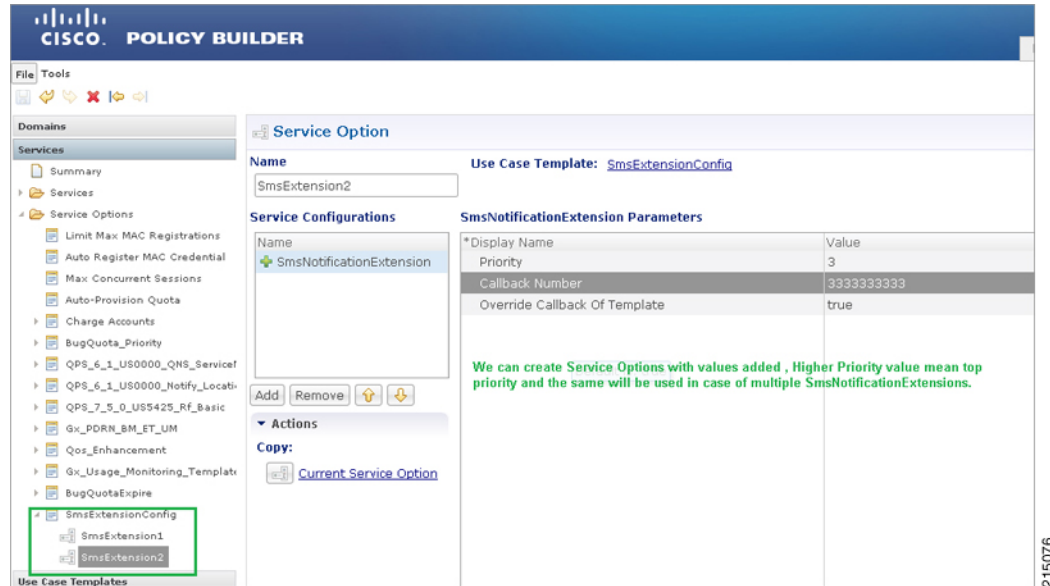 CISCO. POLICY BUILDER
File Tools
Domains
Services
Summary
Services
Service Options
Limit Max MAC Registrations
Auto Register MAC Credential
Max Concurrent Sessions
Auto-Provision Quota
Charge Accounts
BugQuota_Priority
QPS_6_1_US0000_QNS_Servicef
QPS_6_1_US0000_Notify_Locati
QPS_7_5_0_US5425_Rf_Basic
Gx_PDRN_BM_ET_UM
Qos_Enhancement
Gx_Usage_Monitoring_Template
BugQuotaExpire
SmsExtensionConfig
SmsExtension1
SmsExtension2
Use Case Templates
Service Option
Name
SmsExtension2
Use Case Template: SmsExtensionConfig
Service Configurations
Name
SmsNotificationExtension
Add Remove
Actions
Copy:
Current Service Option
SmsNotificationExtension Parameters
*Display Name Value
Priority 3
Callback Number 3333333333
Override Callback Of Template true
We can create Service Options with values added , Higher Priority value mean top
priority and the same will be used in case of multiple SmsNotificationExtensions.
215076